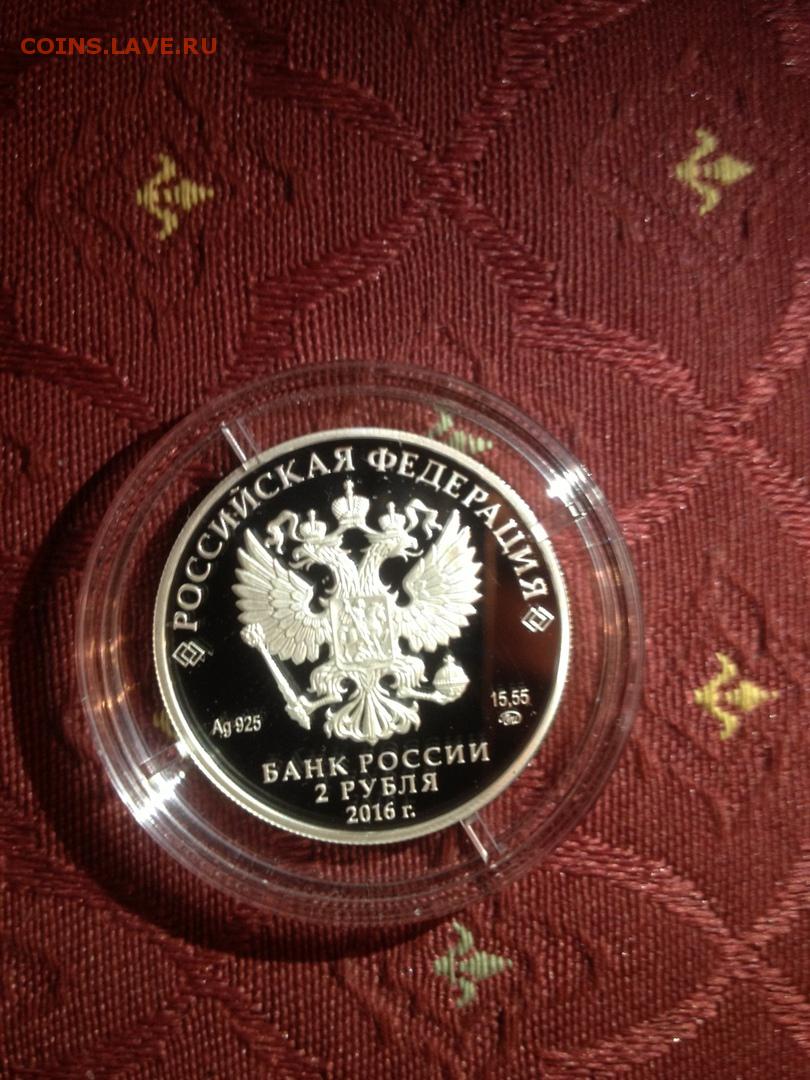 COINS.LAVE.RU
РОССИЙСКАЯ ФЕДЕРАЦИЯ
Ag 925
15,55
БАНК РОССИИ
2 РУБЛЯ
2016 г.